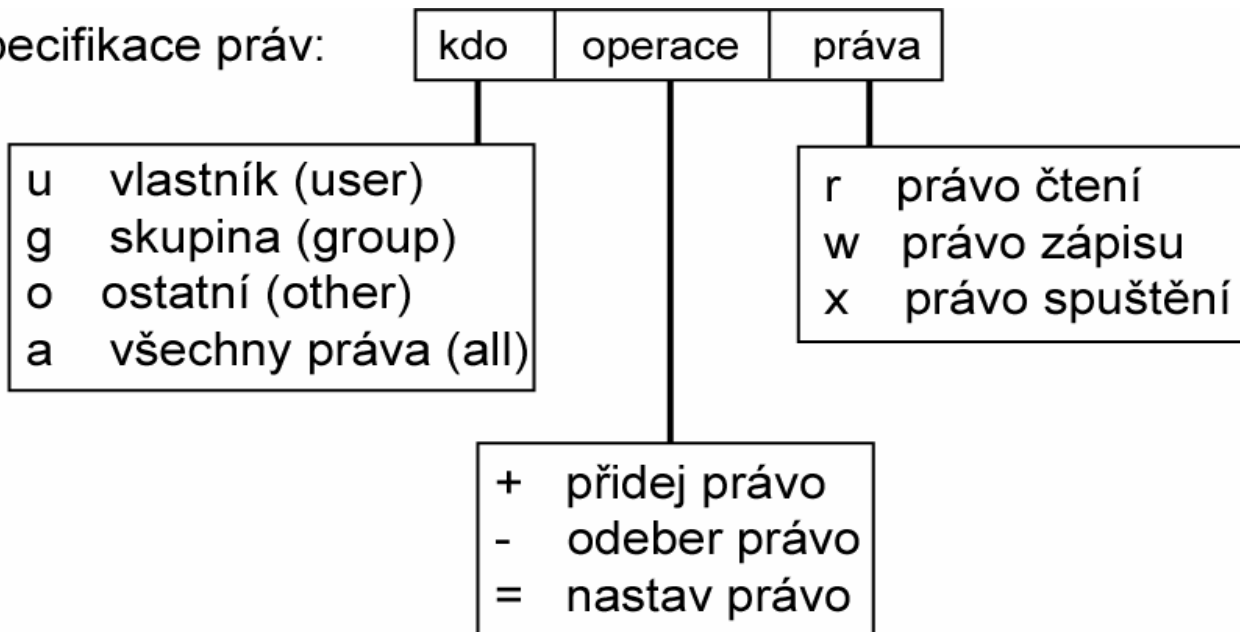 pecifikace práv:
kdo operace práva
u vlastník (user)
g skupina (group)
o ostatní (other)
a všechny práva (all)
r právo čtení
w právo zápisu
x právo spuštění
+ přidej právo
- odeber právo
= nastav právo